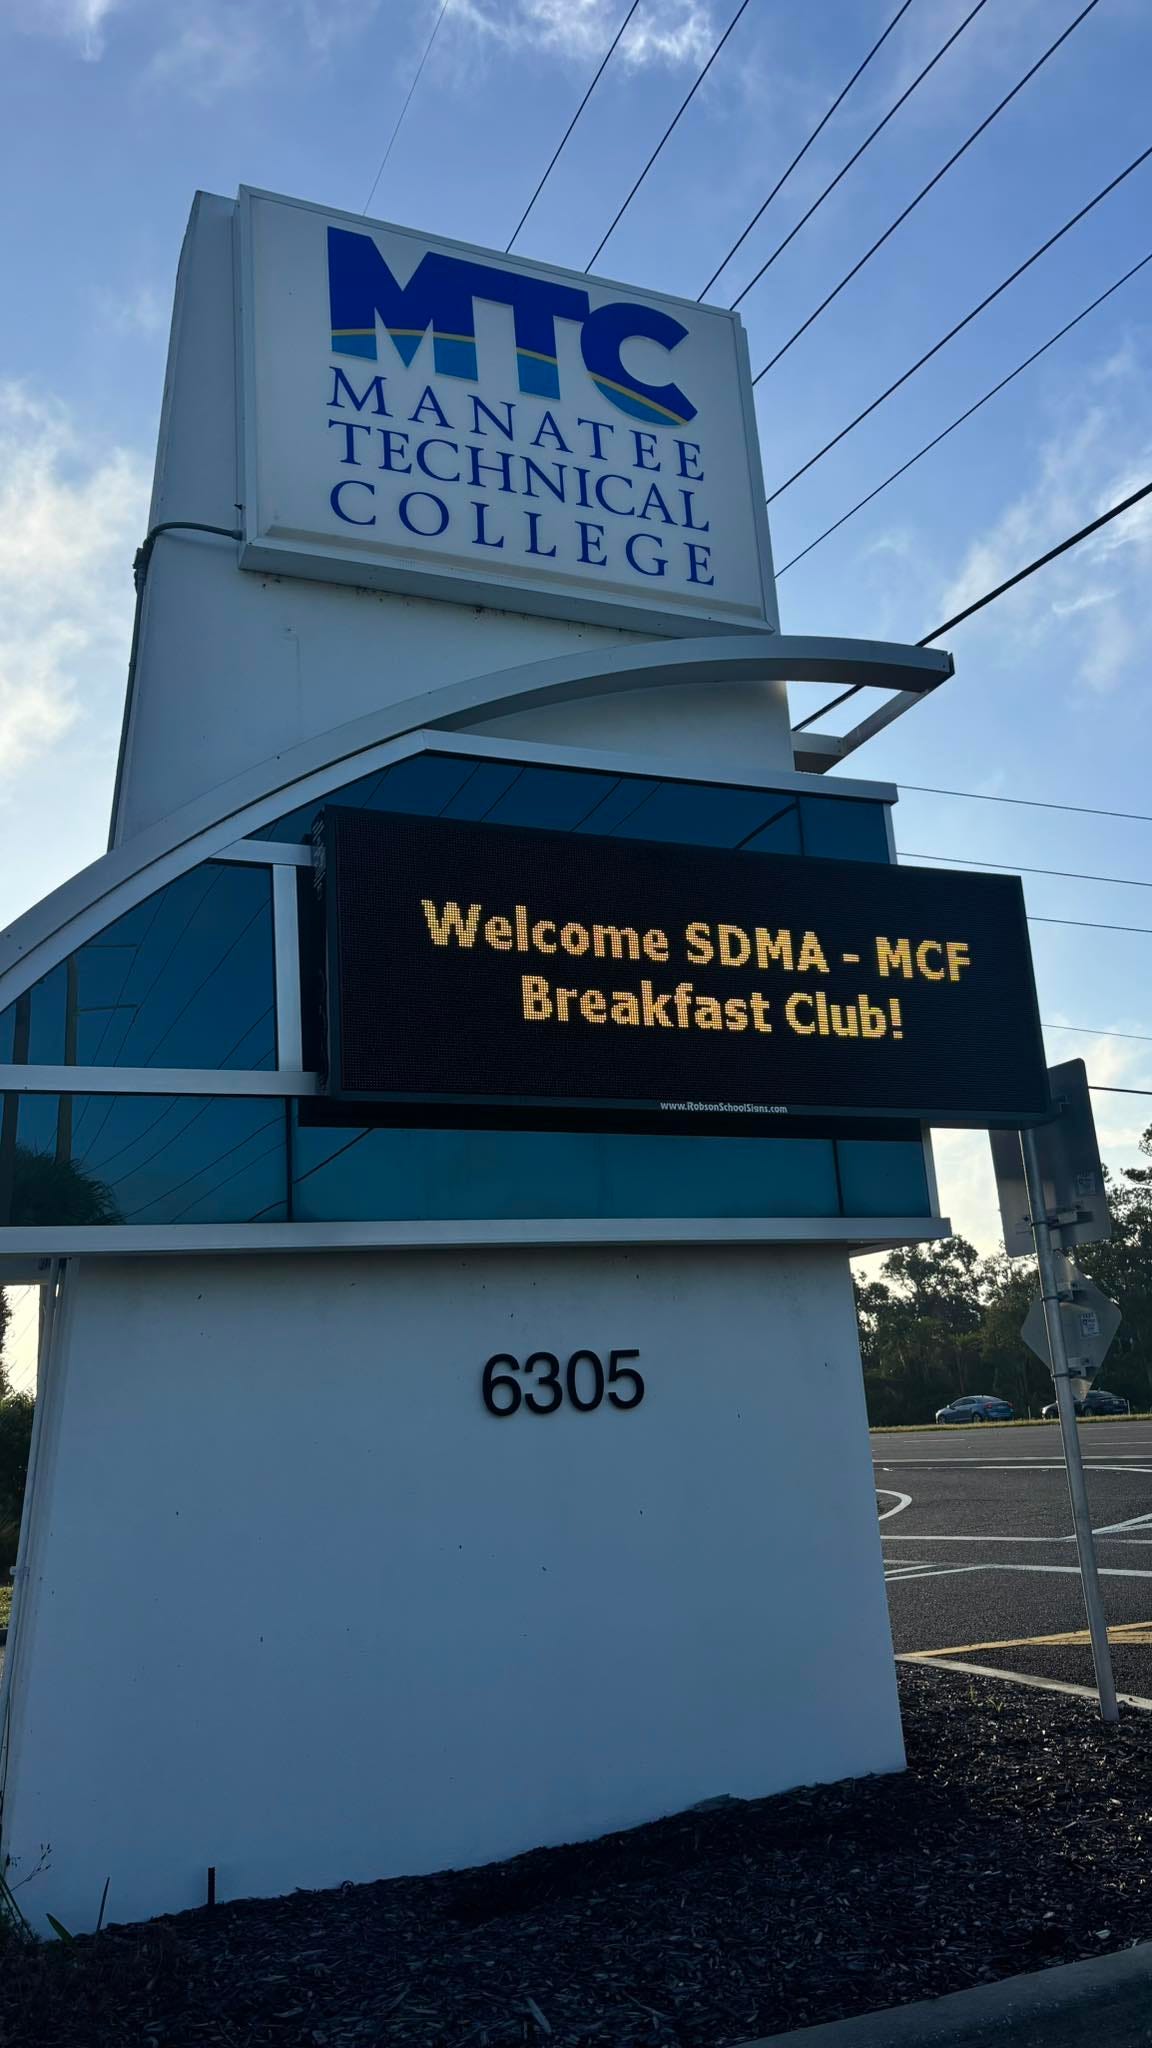 MTC
MANATEE
TECHNICAL
COLLEGE
Welcome SDMA - MCF
Breakfast Club!
www.RobsonSchoolSigns.com
6305